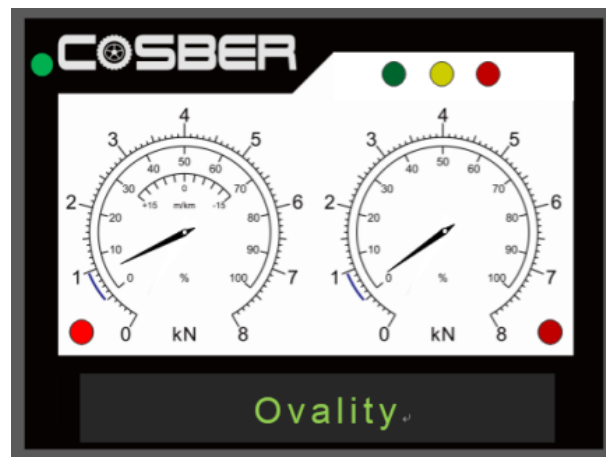 COSBER
4 4
3 5 3 5
40 50 60 40 50 60
30 0 70 30 70
+15 m/km -15
2 20 80 6 2 20 80 6
10 90 10 90
1 0 % 100 7 1 0 % 100 7
0 kN 8 0 kN 8
Ovality